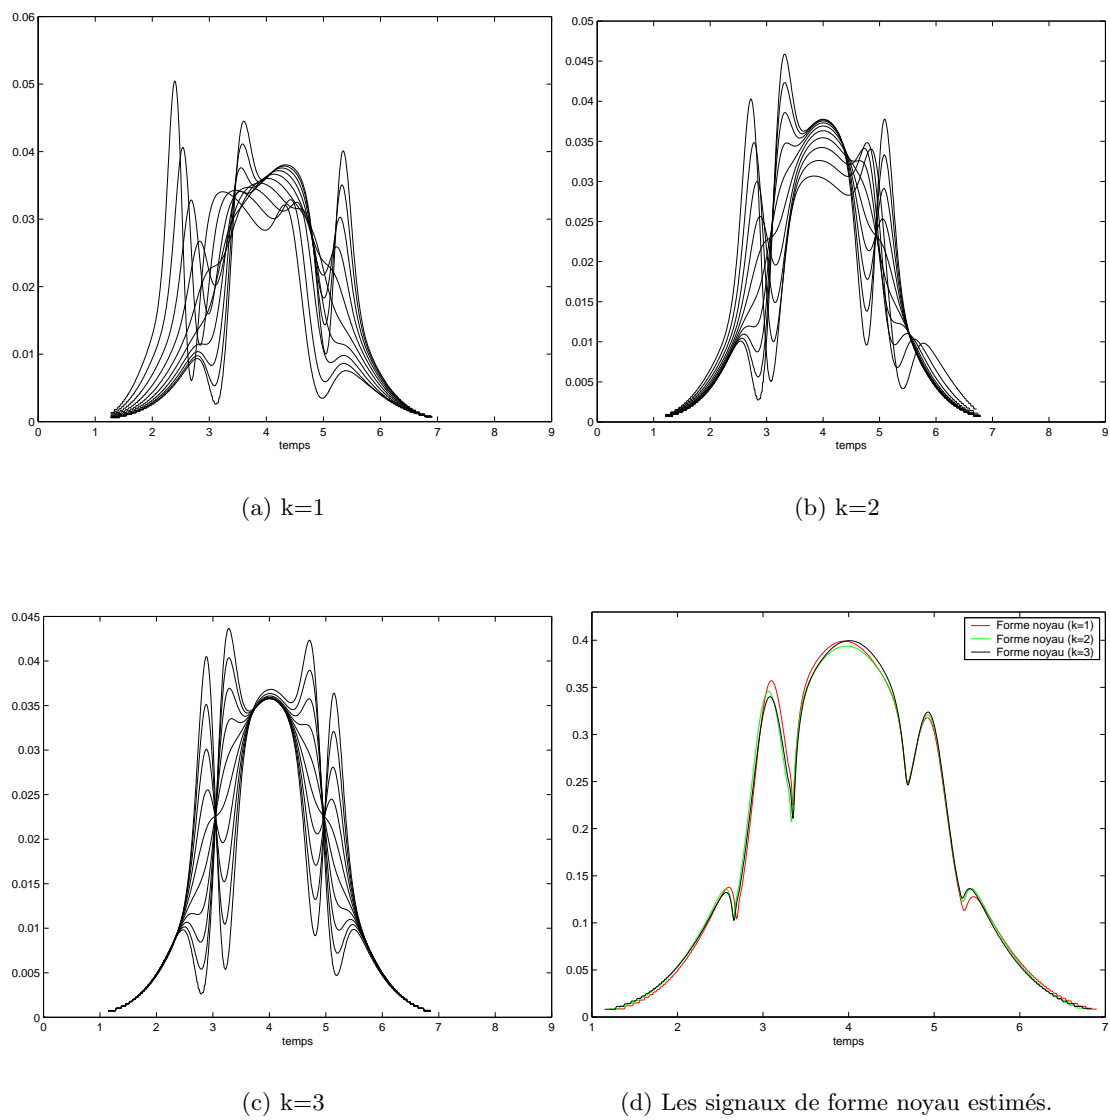 0.06
0.05
0.04
0.03
0.02
0.01
0
0 1 2 3 4 5 6 7 8 9
temps
(a) k=1
0.05
0.045
0.04
0.035
0.03
0.025
0.02
0.015
0.01
0.005
0
0 1 2 3 4 5 6 7 8 9
temps
(b) k=2
0.045
0.04
0.035
0.03
0.025
0.02
0.015
0.01
0.005
0
0 1 2 3 4 5 6 7 8 9
temps
(c) k=3
Forme noyau (k=1)
Forme noyau (k=2)
Forme noyau (k=3)
0.4
0.35
0.3
0.25
0.2
0.15
0.1
0.05
0
1 2 3 4 5 6 7
temps
(d) Les signaux de forme noyau estimés.